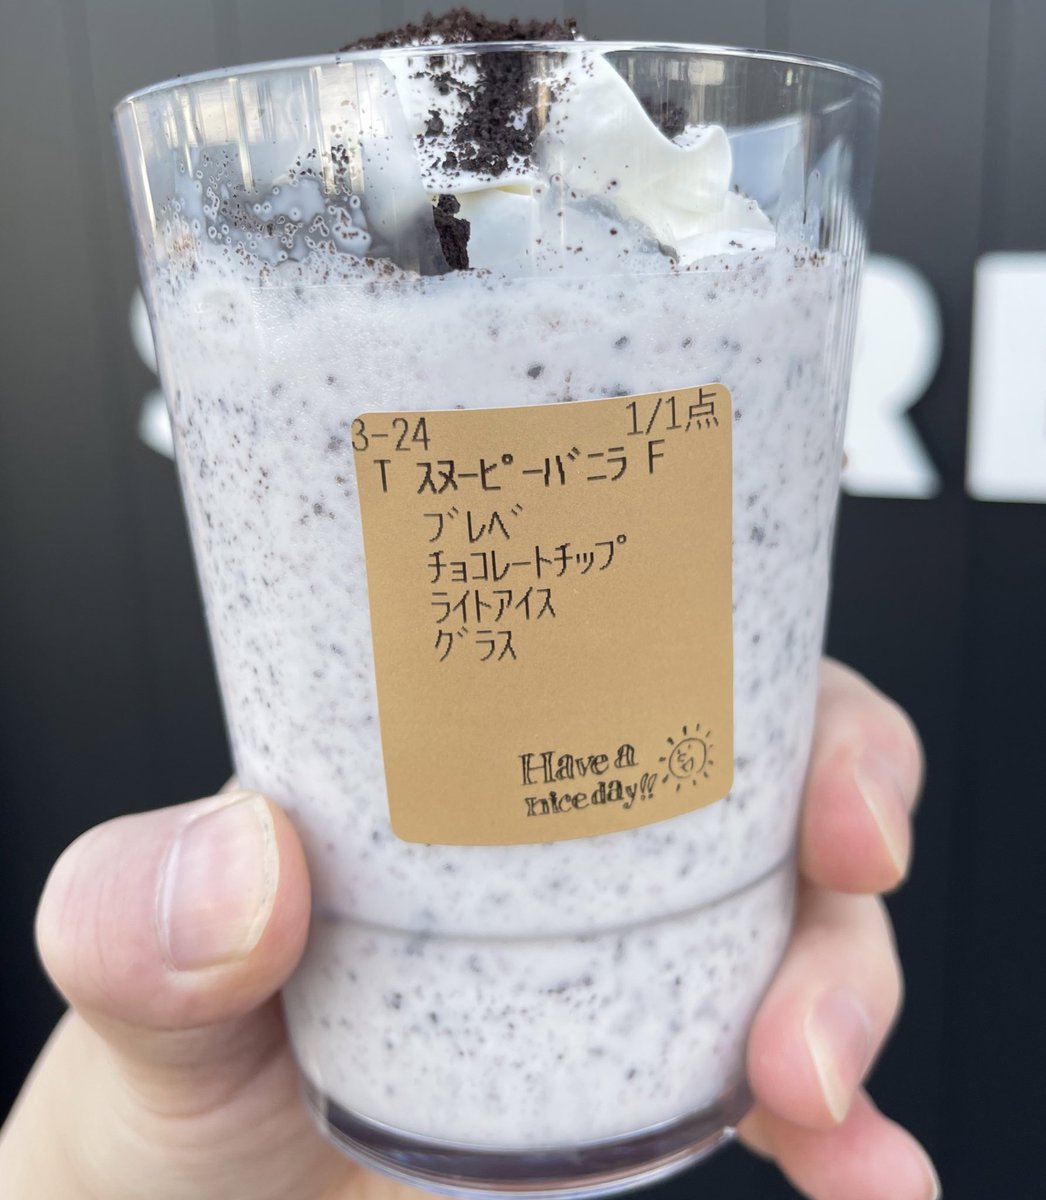 3-24 1/1点
T スヌーピーバニラ F
ブレベ
チョコレートチップ
ライトアイス
グラス
Have a
nice day!!